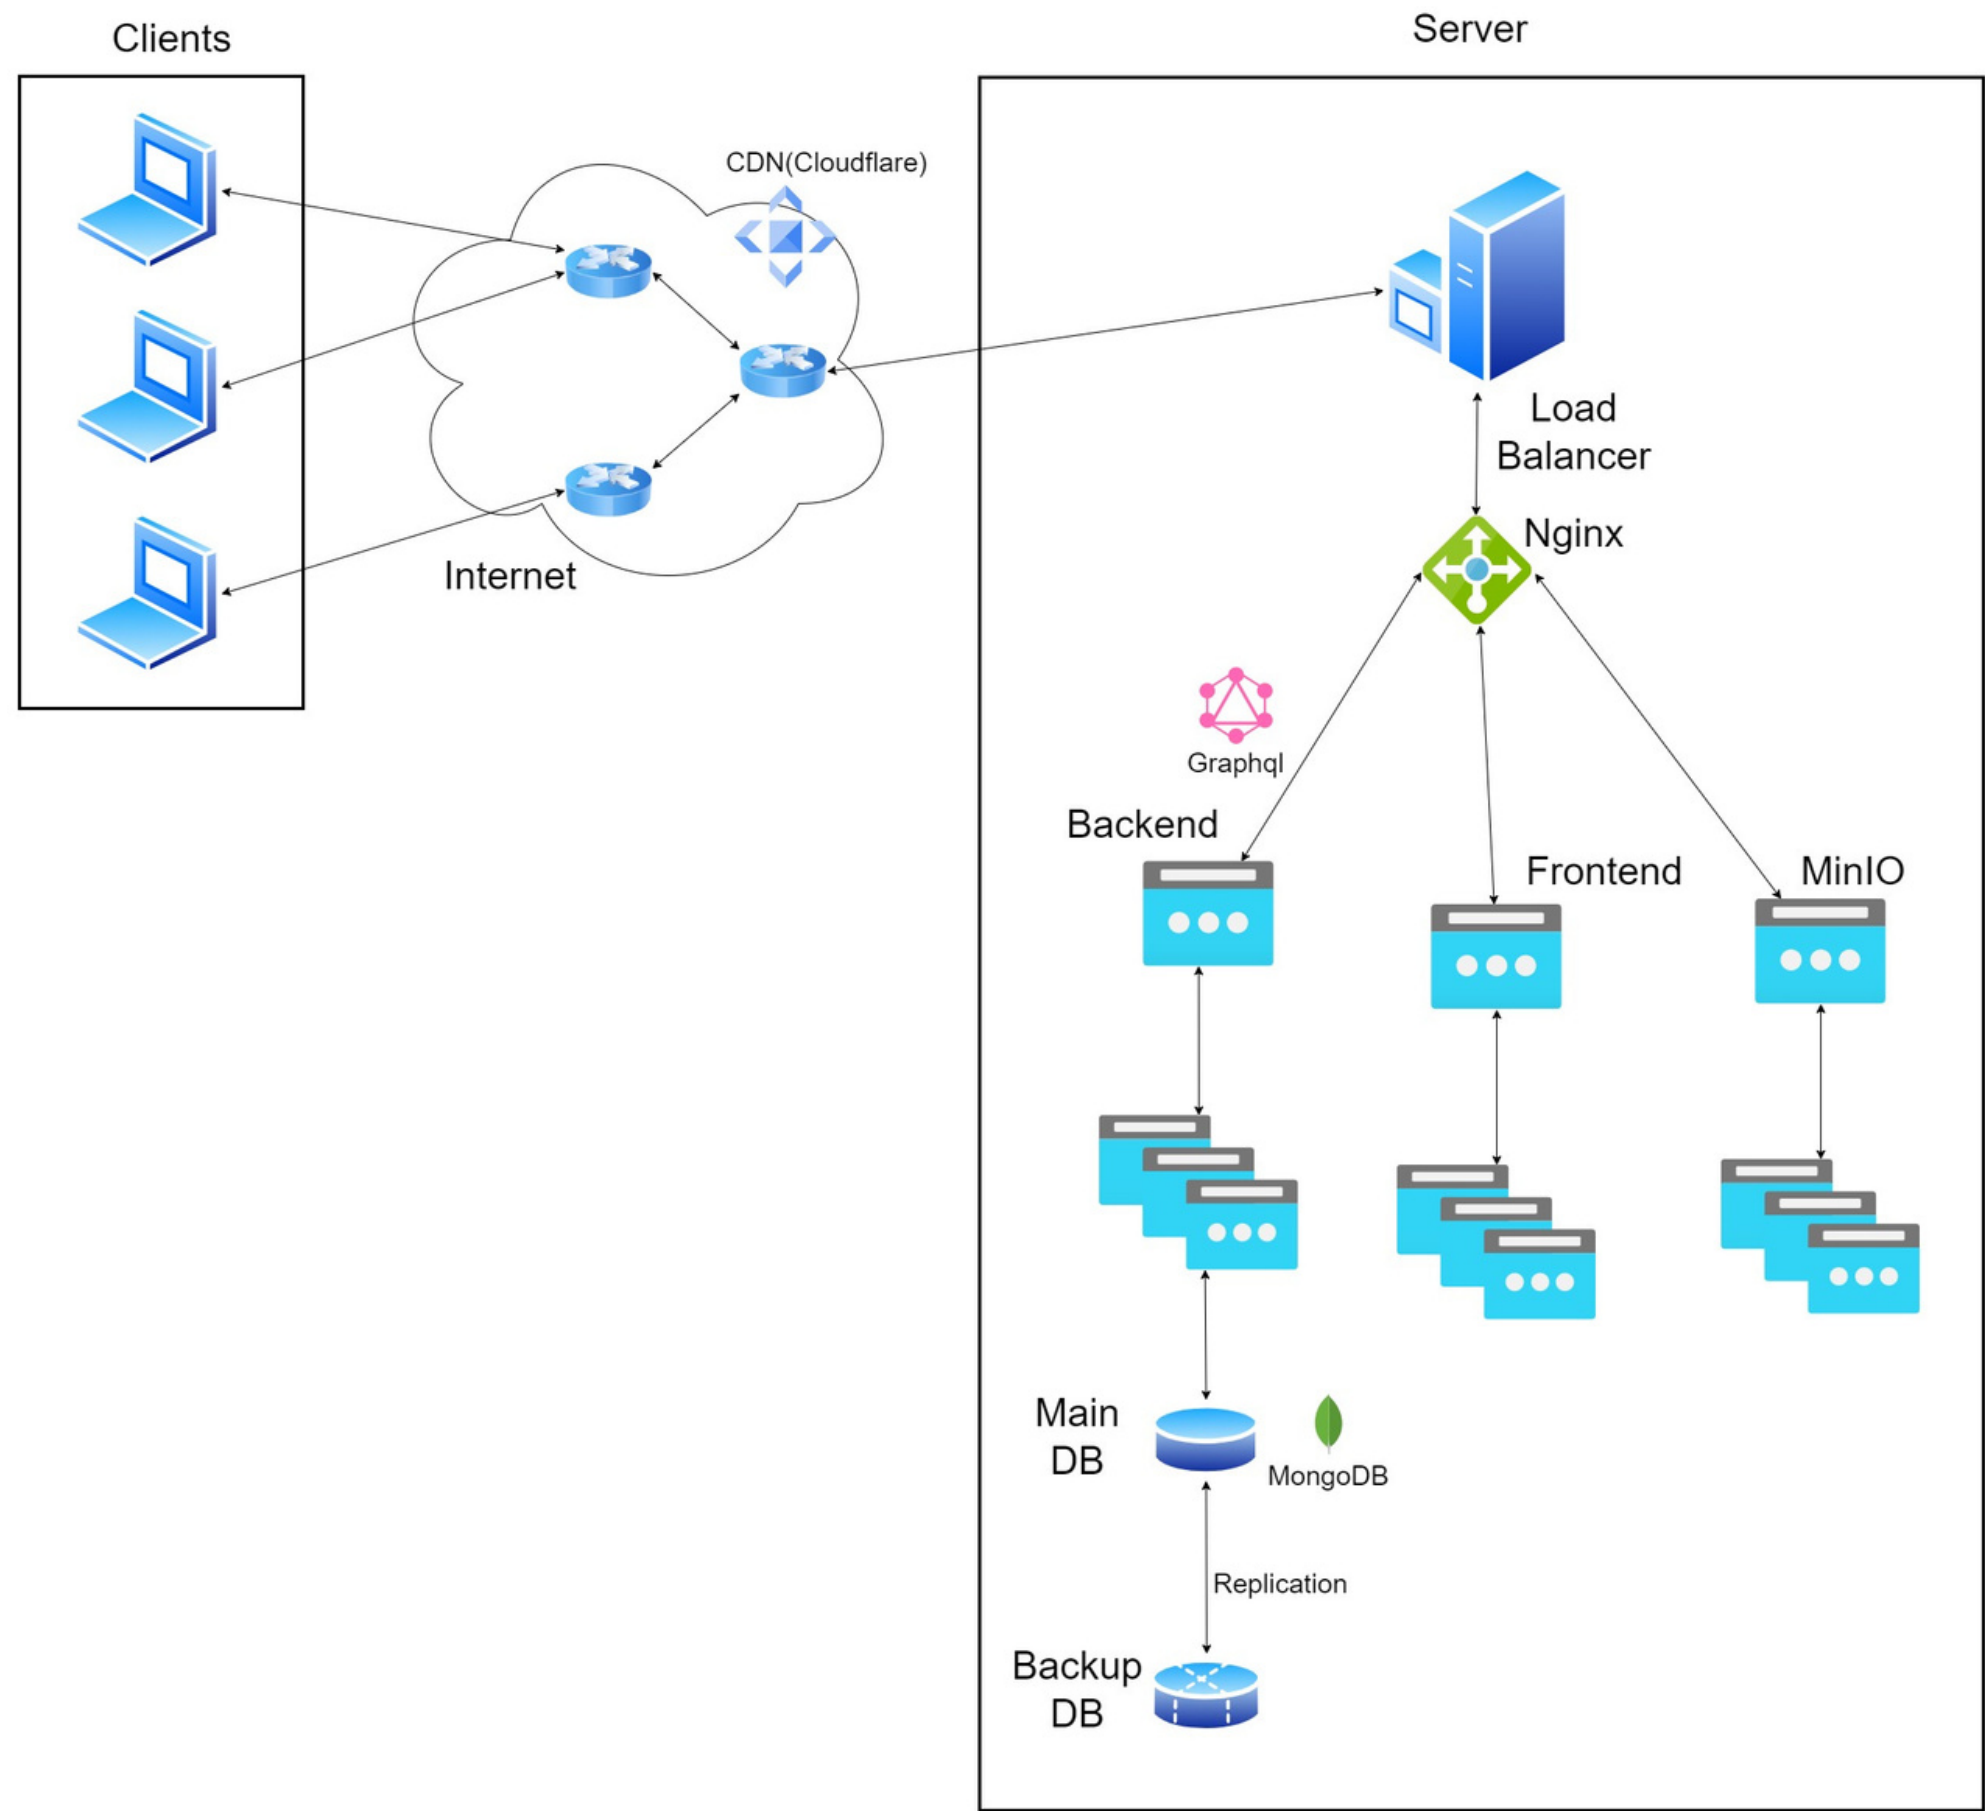 Clients
Server
CDN(Cloudflare)
Internet
Load
Balancer
Nginx
Graphql
Backend
Frontend
MinIO
Main
DB
MongoDB
Replication
Backup
DB